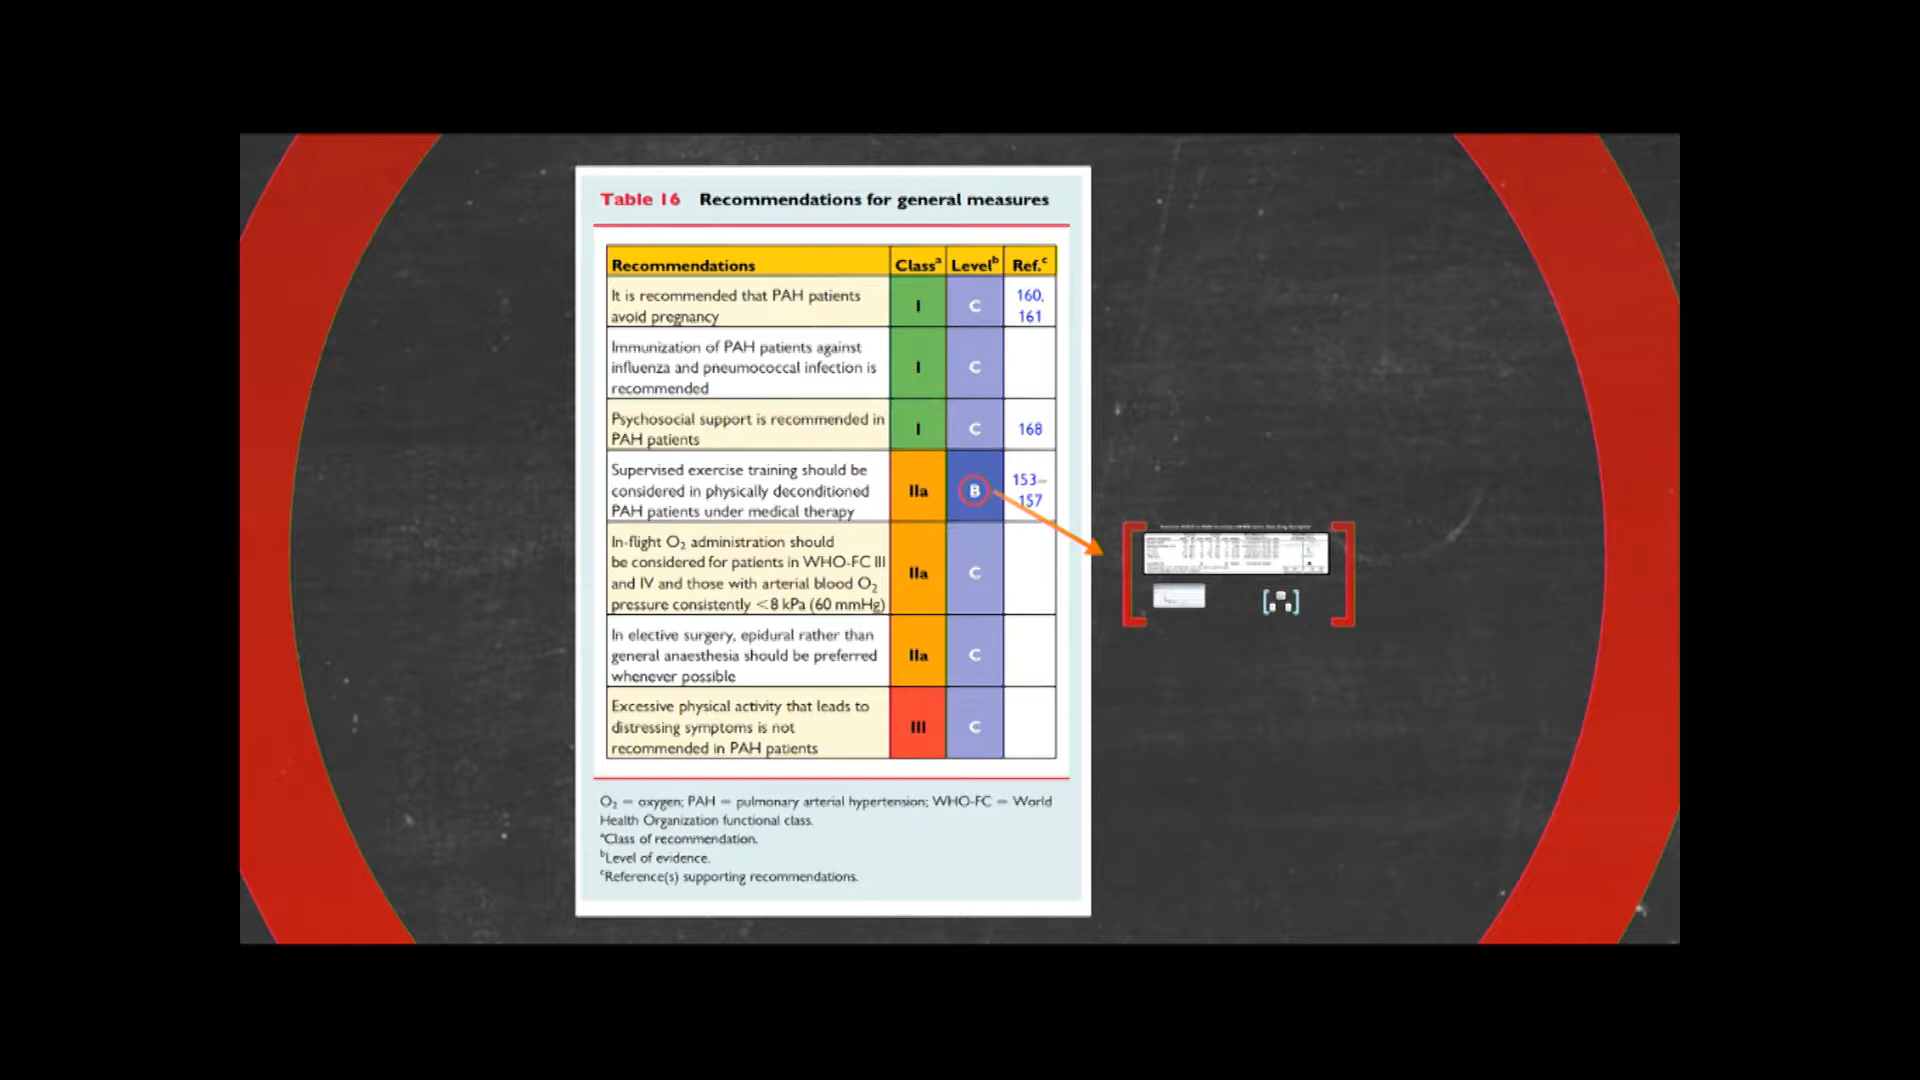 Table 16 Recommendations for general measures
Recommendations Classᵃ Levelᵇ Ref.ᶜ
It is recommended that PAH patients
avoid pregnancy
I C 160,
161
Immunization of PAH patients against
influenza and pneumococcal infection is
recommended
I C
Psychosocial support is recommended in
PAH patients
I C 168
Supervised exercise training should be
considered in physically deconditioned
PAH patients under medical therapy
IIa B 153–
157
In-flight O₂ administration should
be considered for patients in WHO-FC III
and IV and those with arterial blood O₂
pressure consistently <8 kPa (60 mmHg)
IIa C
In elective surgery, epidural rather than
general anaesthesia should be preferred
whenever possible
IIa C
Excessive physical activity that leads to
distressing symptoms is not
recommended in PAH patients
III C
O₂ = oxygen; PAH = pulmonary arterial hypertension; WHO-FC = World
Health Organization functional class.
ᵃClass of recommendation.
ᵇLevel of evidence.
ᶜReference(s) supporting recommendations.